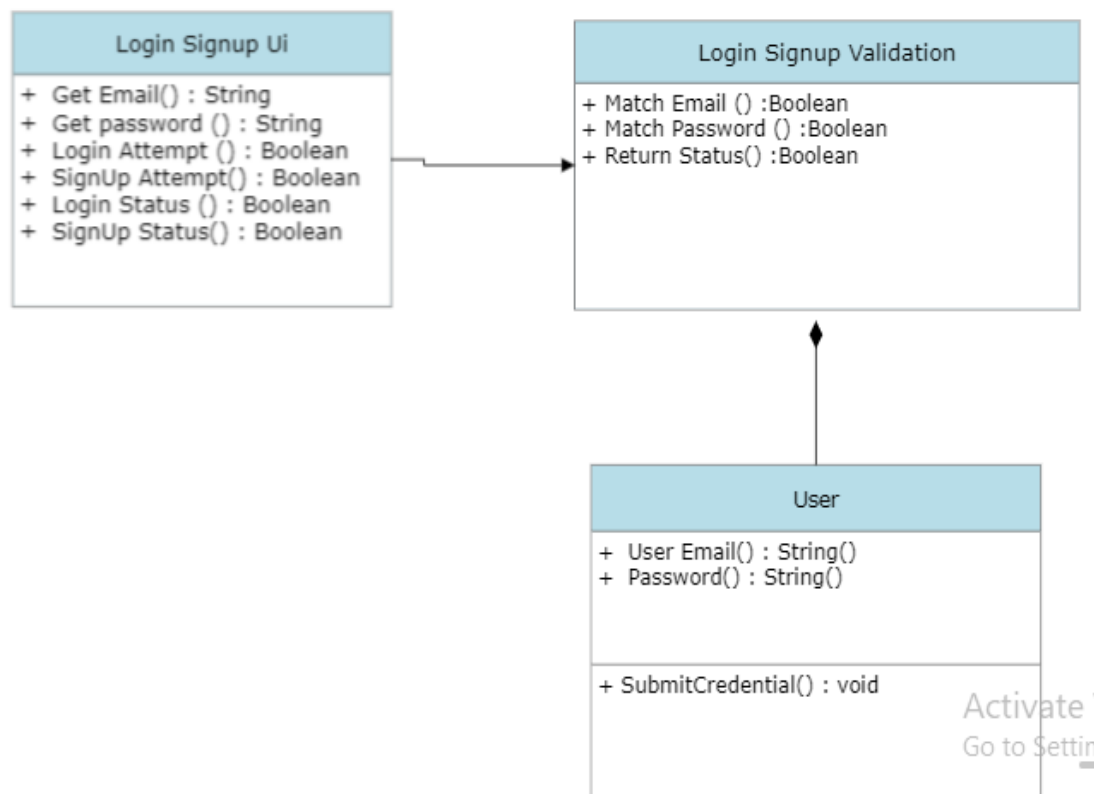 Login Signup Ui
+ Get Email() : String
+ Get password () : String
+ Login Attempt () : Boolean
+ SignUp Attempt() : Boolean
+ Login Status () : Boolean
+ SignUp Status() : Boolean
Login Signup Validation
+ Match Email () :Boolean
+ Match Password () :Boolean
+ Return Status() :Boolean
User
+ User Email() : String()
+ Password() : String()
+ SubmitCredential() : void
Activate
Go to